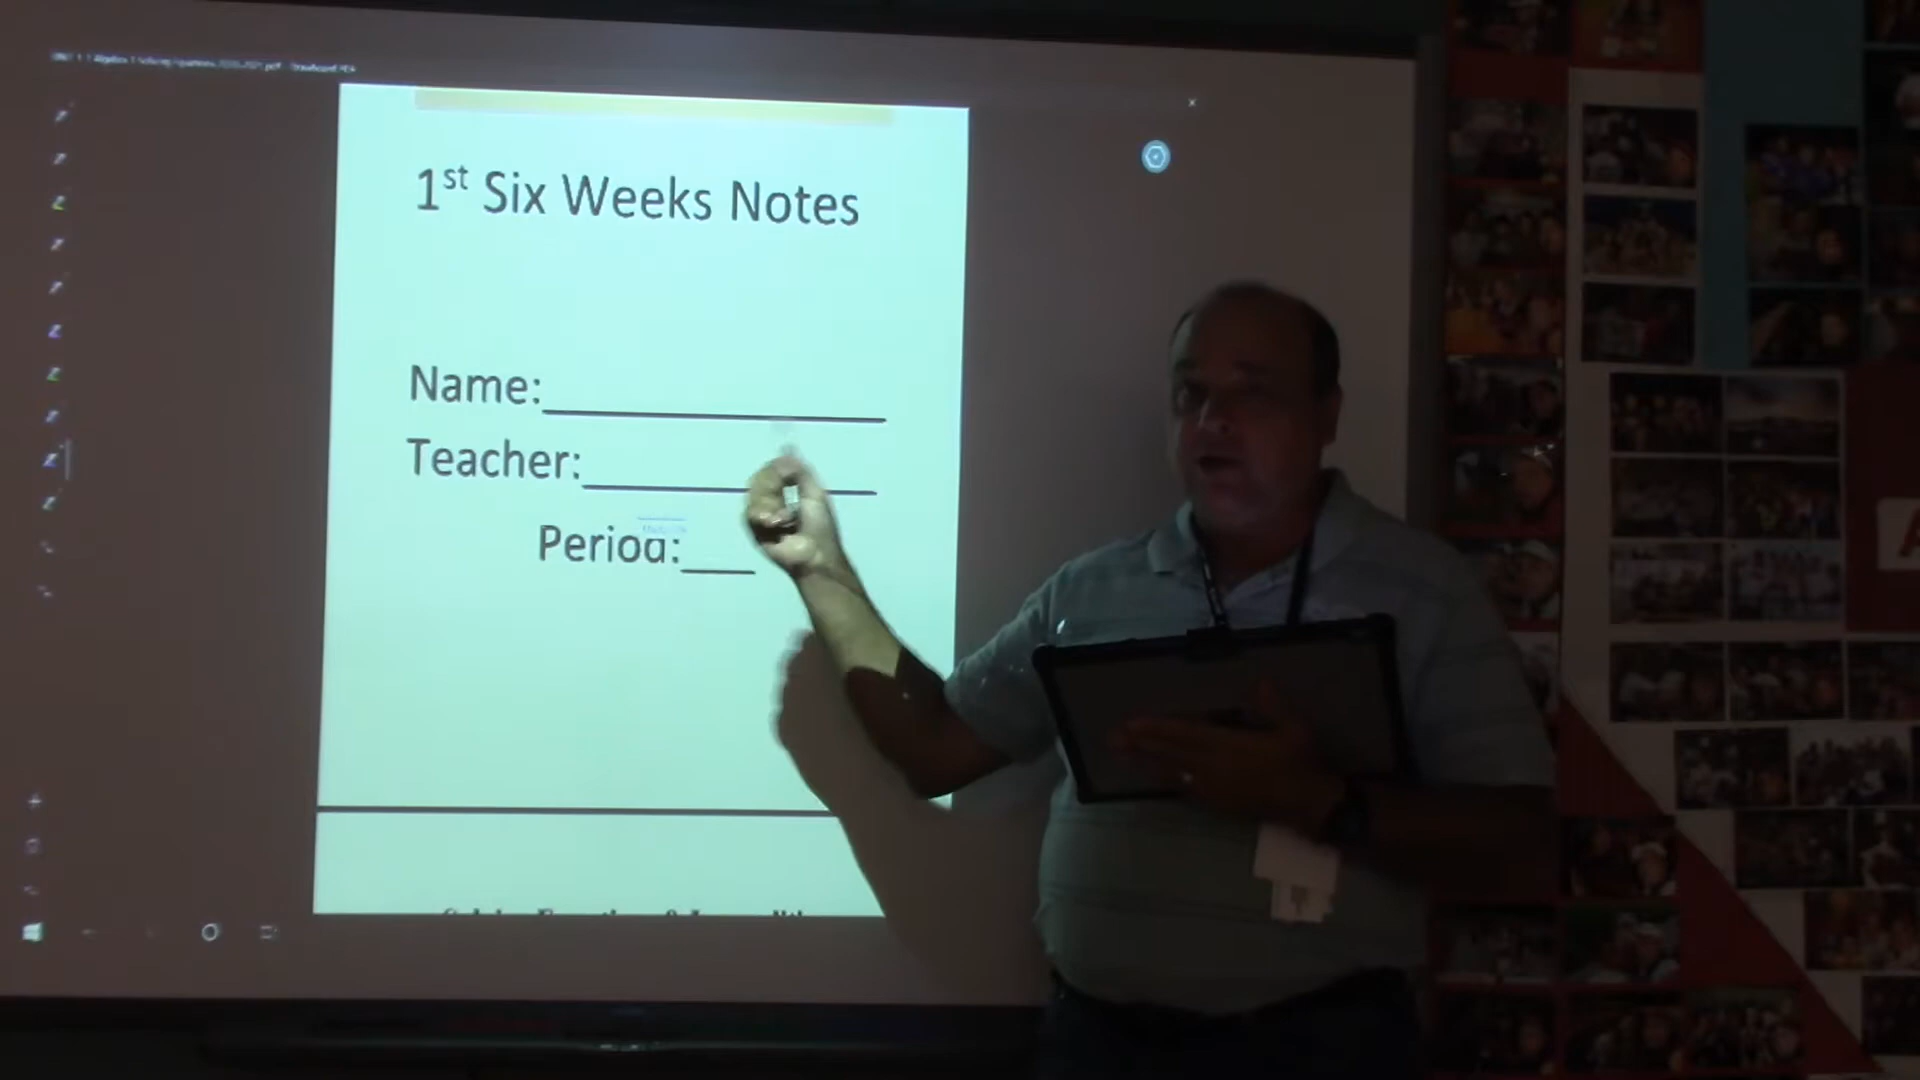 1st Six Weeks Notes
Name:
Teacher:
Period: